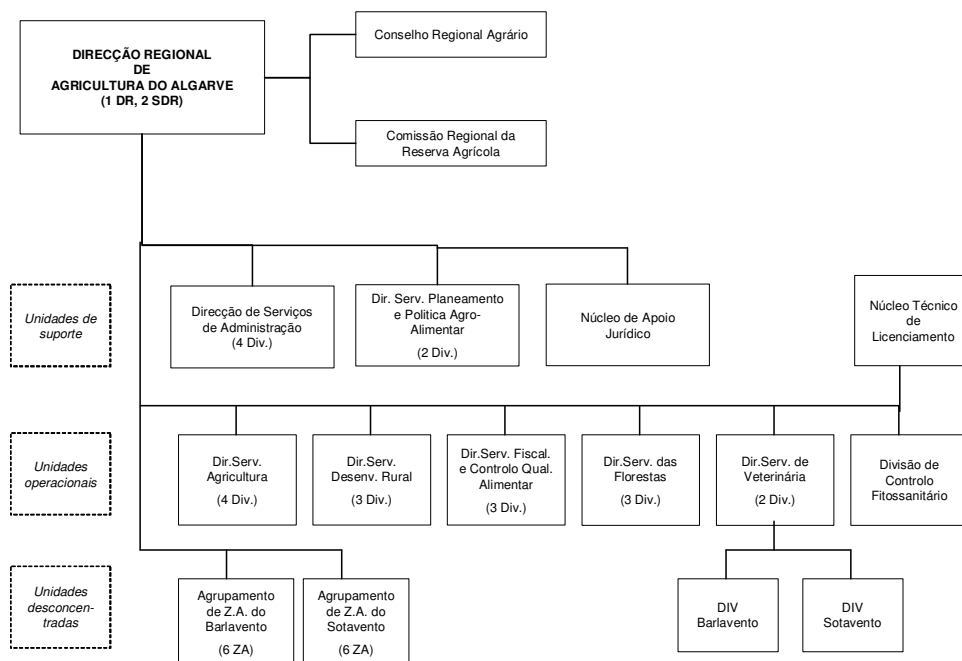 DIRECÇÃO REGIONAL
DE
AGRICULTURA DO ALGARVE
(1 DR, 2 SDR)
Conselho Regional Agrário
Comissão Regional da
Reserva Agrícola
Unidades de
suporte
Direcção de Serviços
de Administração
(4 Div.)
Dir. Serv. Planeamento
e Politica Agro-
Alimentar
(2 Div.)
Núcleo de Apoio
Jurídico
Núcleo Técnico
de
Licenciamento
Unidades
operacionais
Dir.Serv.
Agricultura
(4 Div.)
Dir.Serv.
Desenv. Rural
(3 Div.)
Dir.Serv. Fiscal.
e Controlo Qual.
Alimentar
(3 Div.)
Dir.Serv. das
Florestas
(3 Div.)
Dir.Serv. de
Veterinária
(2 Div.)
Divisão de
Controlo
Fitossanitário
Unidades
desconcen-
tradas
Agrupamento
de Z.A. do
Barlavento
(6 ZA)
Agrupamento
de Z.A. do
Sotavento
(6 ZA)
DIV
Barlavento
DIV
Sotavento